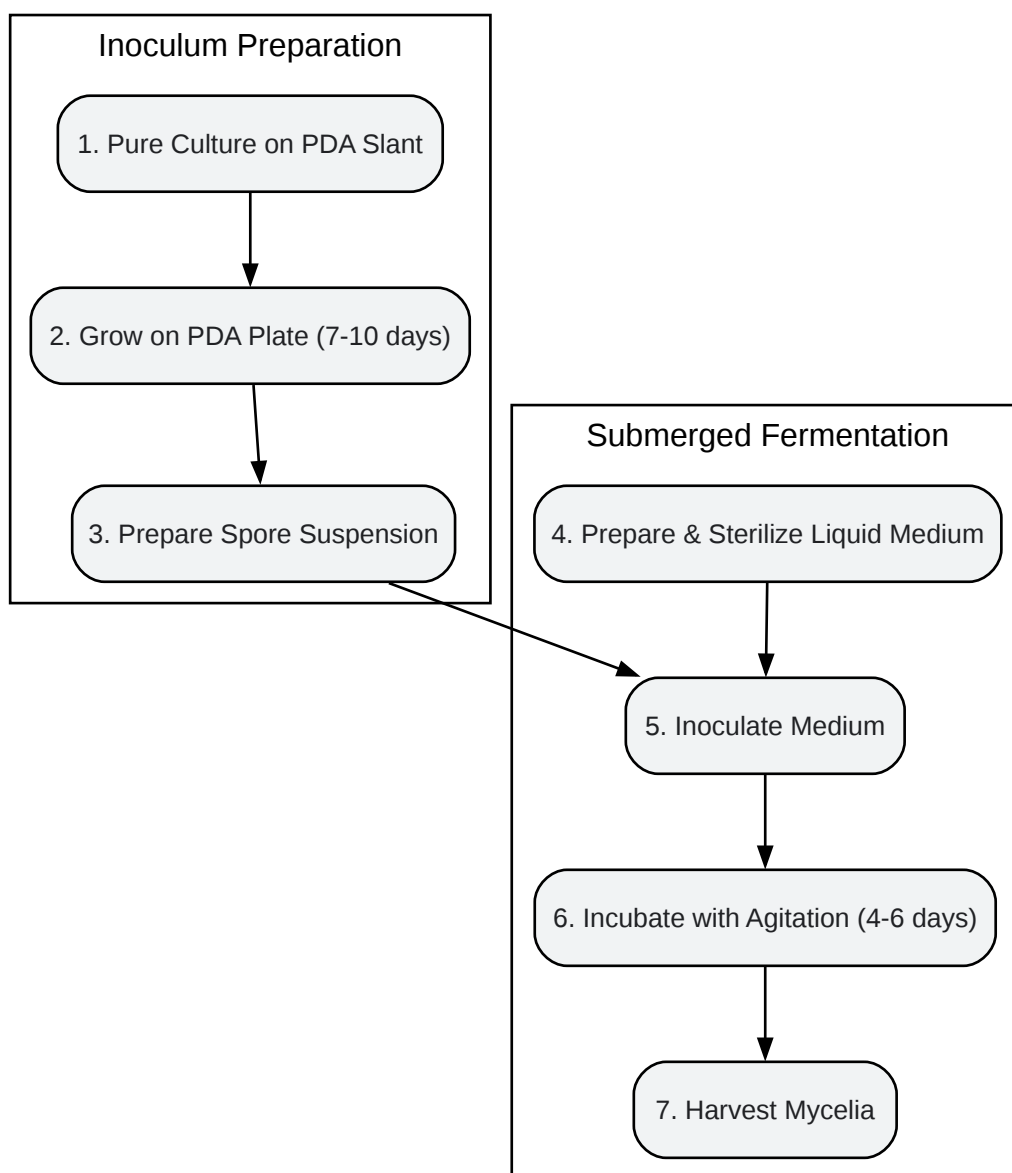 Inoculum Preparation
1. Pure Culture on PDA Slant
2. Grow on PDA Plate (7-10 days)
3. Prepare Spore Suspension
Submerged Fermentation
4. Prepare & Sterilize Liquid Medium
5. Inoculate Medium
6. Incubate with Agitation (4-6 days)
7. Harvest Mycelia